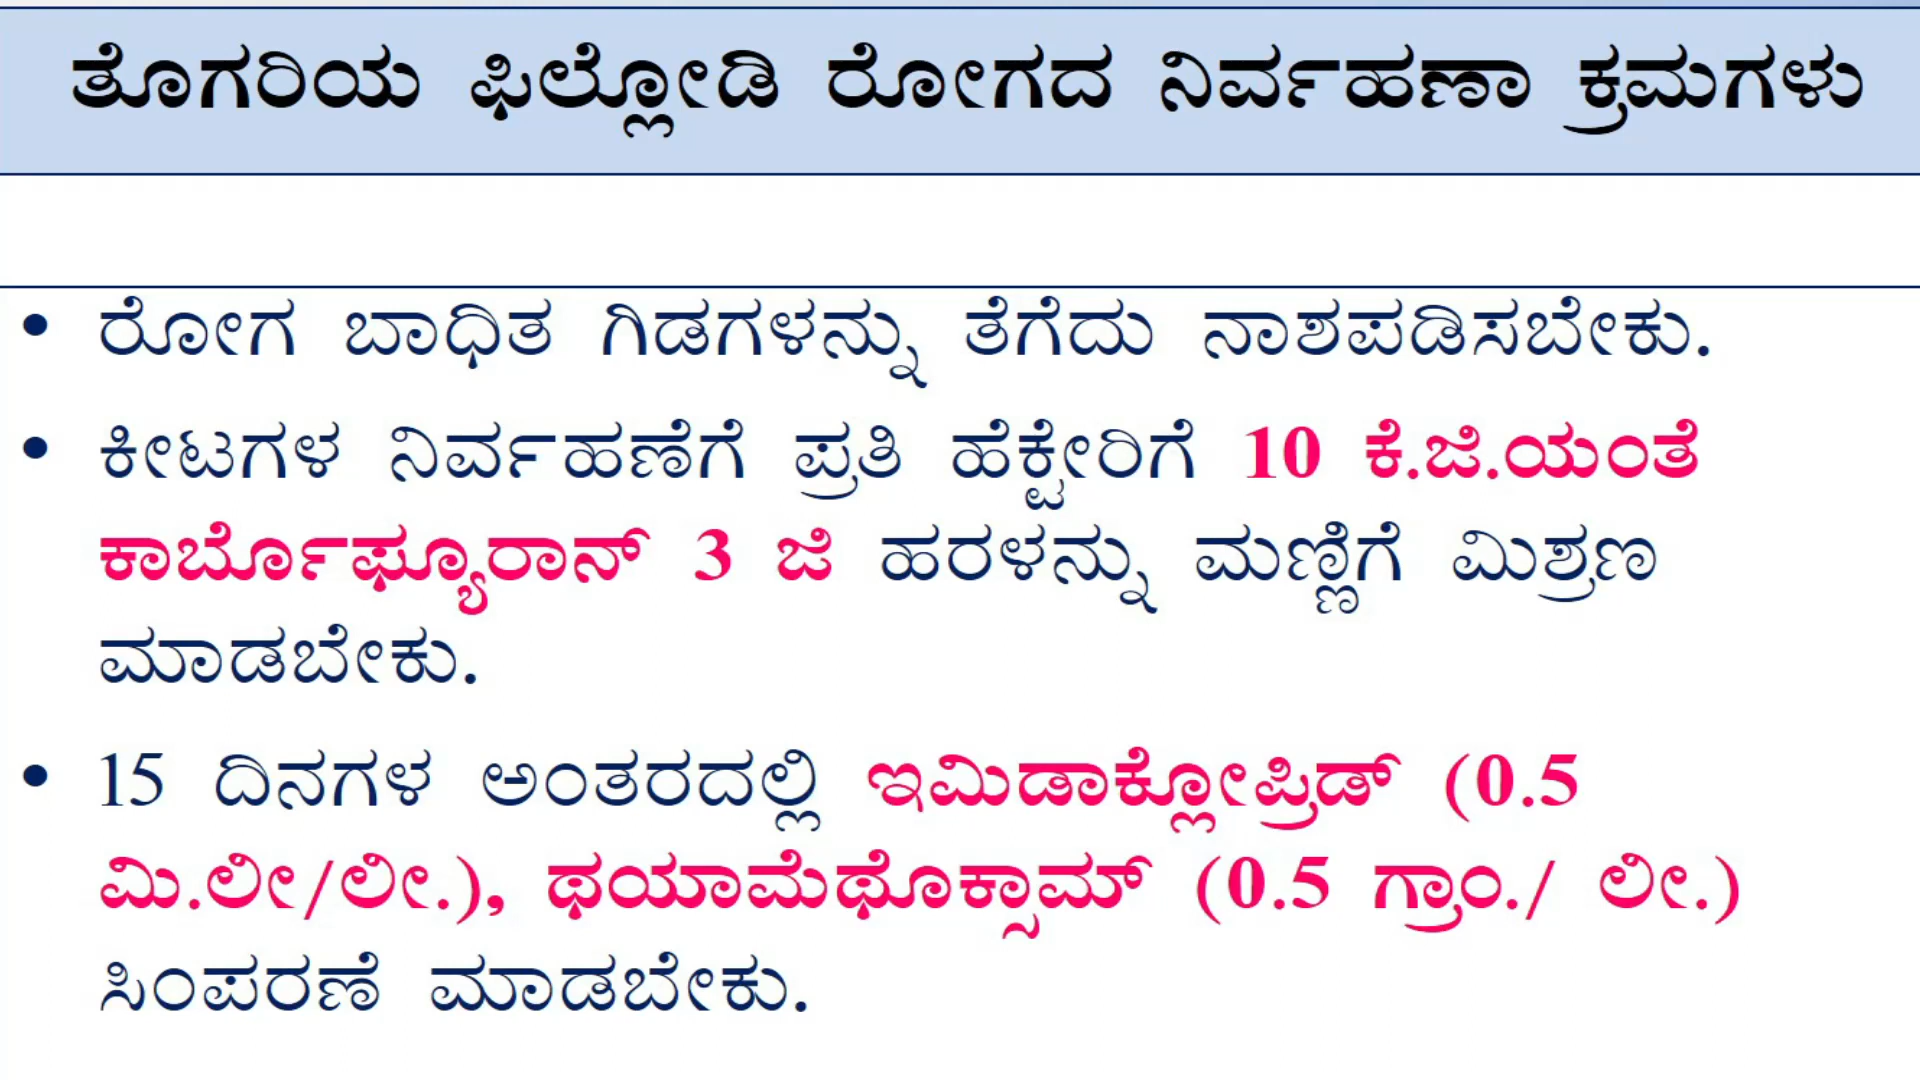 ತೊಗರಿಯ ಫಿಲ್ಲೋಡಿ ರೋಗದ ನಿರ್ವಹಣಾ ಕ್ರಮಗಳು
• ರೋಗ ಬಾಧಿತ ಗಿಡಗಳನ್ನು ತೆಗೆದು ನಾಶಪಡಿಸಬೇಕು.
• ಕೀಟಗಳ ನಿರ್ವಹಣೆಗೆ ಪ್ರತಿ ಹೆಕ್ಟೇರಿಗೆ 10 ಕೆ.ಜಿ.ಯಂತೆ
ಕಾರ್ಬೊಫ್ಯೂರಾನ್ 3 ಜಿ ಹರಳನ್ನು ಮಣ್ಣಿಗೆ ಮಿಶ್ರಣ
ಮಾಡಬೇಕು.
• 15 ದಿನಗಳ ಅಂತರದಲ್ಲಿ ಇಮಿಡಾಕ್ಲೋಪ್ರಿಡ್ (0.5
ಮಿ.ಲೀ/ಲೀ.), ಥಯಾಮೆಥೊಕ್ಸಾಮ್ (0.5 ಗ್ರಾಂ./ ಲೀ.)
ಸಿಂಪರಣೆ ಮಾಡಬೇಕು.